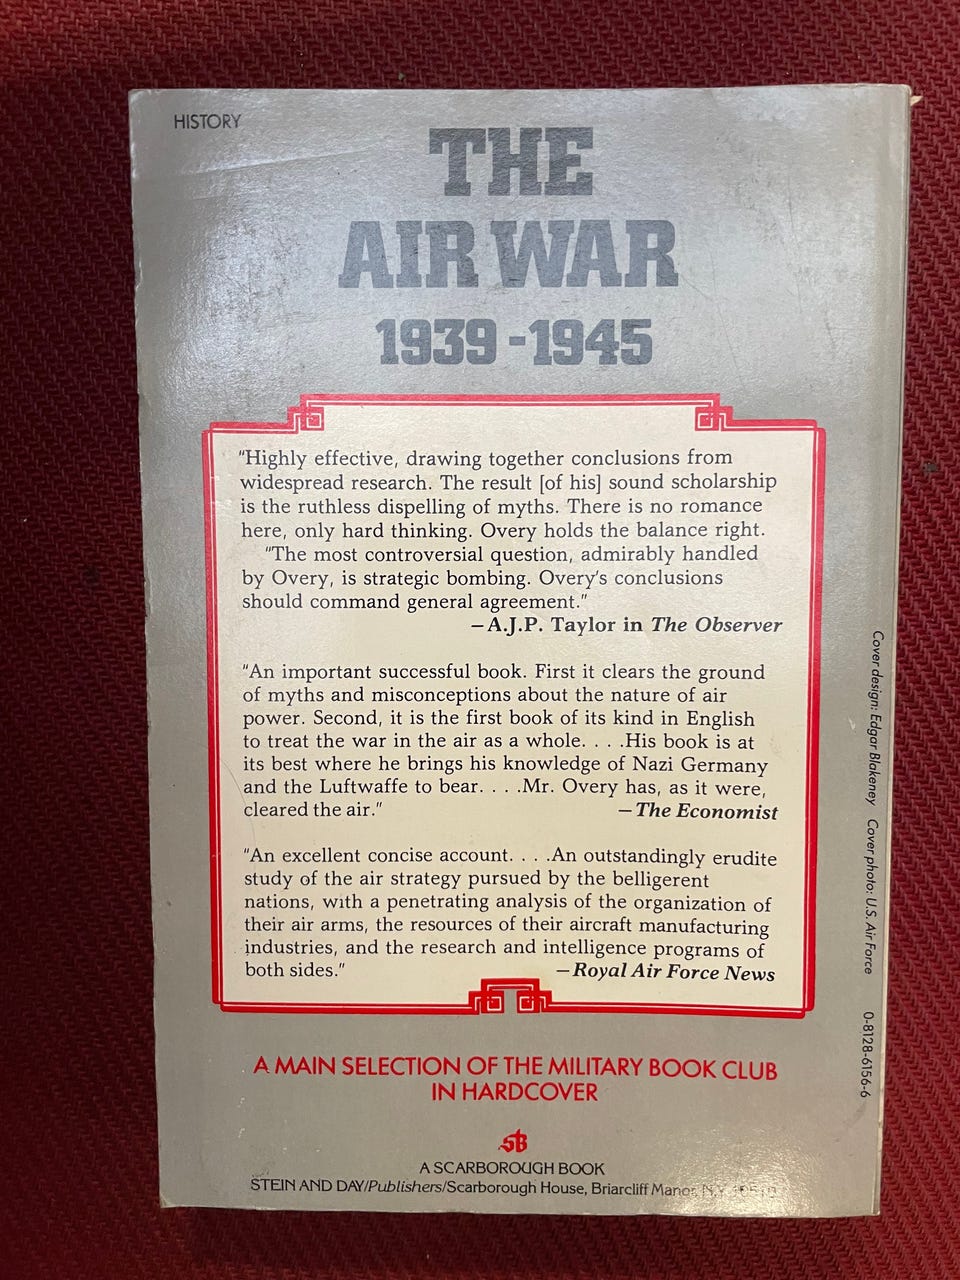 HISTORY
THE
AIR WAR
1939-1945
"Highly effective, drawing together conclusions from
widespread research. The result [of his] sound scholarship
is the ruthless dispelling of myths. There is no romance
here, only hard thinking. Overy holds the balance right.
"The most controversial question, admirably handled
by Overy, is strategic bombing. Overy's conclusions
should command general agreement."
—A.J.P. Taylor in The Observer
"An important successful book. First it clears the ground
of myths and misconceptions about the nature of air
power. Second, it is the first book of its kind in English
to treat the war in the air as a whole. . . .His book is at
its best where he brings his knowledge of Nazi Germany
and the Luftwaffe to bear. . . .Mr. Overy has, as it were,
cleared the air."
—The Economist
"An excellent concise account. . . .An outstandingly erudite
study of the air strategy pursued by the belligerent
nations, with a penetrating analysis of the organization of
their air arms, the resources of their aircraft manufacturing
industries, and the research and intelligence programs of
both sides."
—Royal Air Force News
A MAIN SELECTION OF THE MILITARY BOOK CLUB
IN HARDCOVER
sb
A SCARBOROUGH BOOK
STEIN AND DAY/Publishers/Scarborough House, Briarcliff Manor, N.Y.
Cover design: Edgar Blakeney Cover photo: U.S. Air Force 0-8128-6156-6